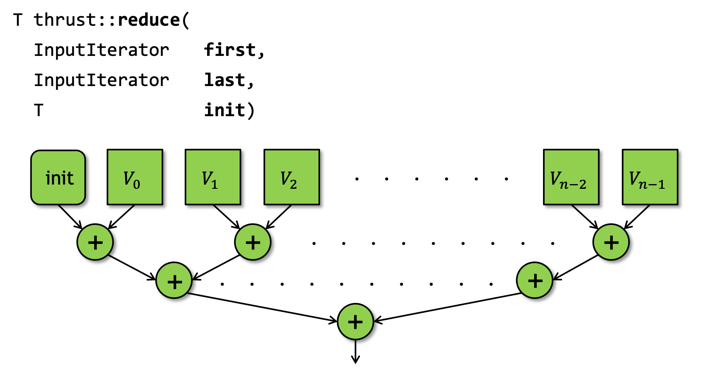 T thrust::reduce(
InputIterator first,
InputIterator last,
T init)
init V0 V1 V2 . . . . . . Vn−2 Vn−1
+ + . . . . . . . . . +
+ . . . . . . . . . . +
+